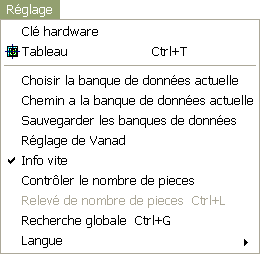 Réglage
Clé hardware
Tableau Ctrl+T
Choisir la banque de données actuelle
Chemin a la banque de données actuelle
Sauvegarder les banques de données
Réglage de Vanad
Info vite
Contrôler le nombre de pieces
Relevé de nombre de pieces Ctrl+L
Recherche globale Ctrl+G
Langue